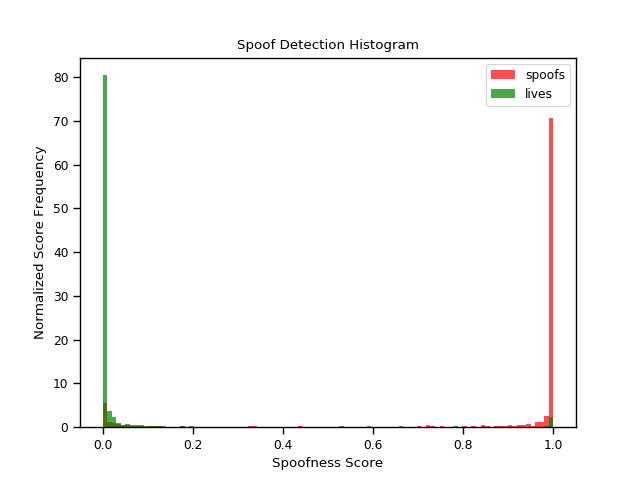 Spoof Detection Histogram
spoofs
lives
Normalized Score Frequency
80
70
60
50
40
30
20
10
0
0.0 0.2 0.4 0.6 0.8 1.0
Spoofness Score